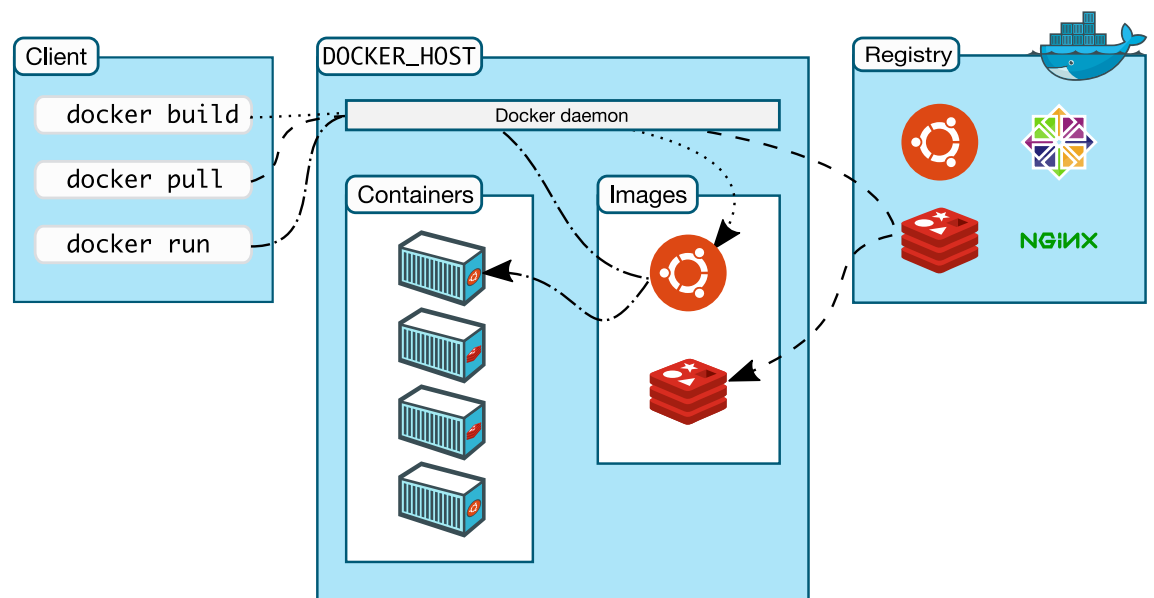 Client
docker build
docker pull
docker run
DOCKER_HOST
Docker daemon
Containers
Images
Registry
NGINX